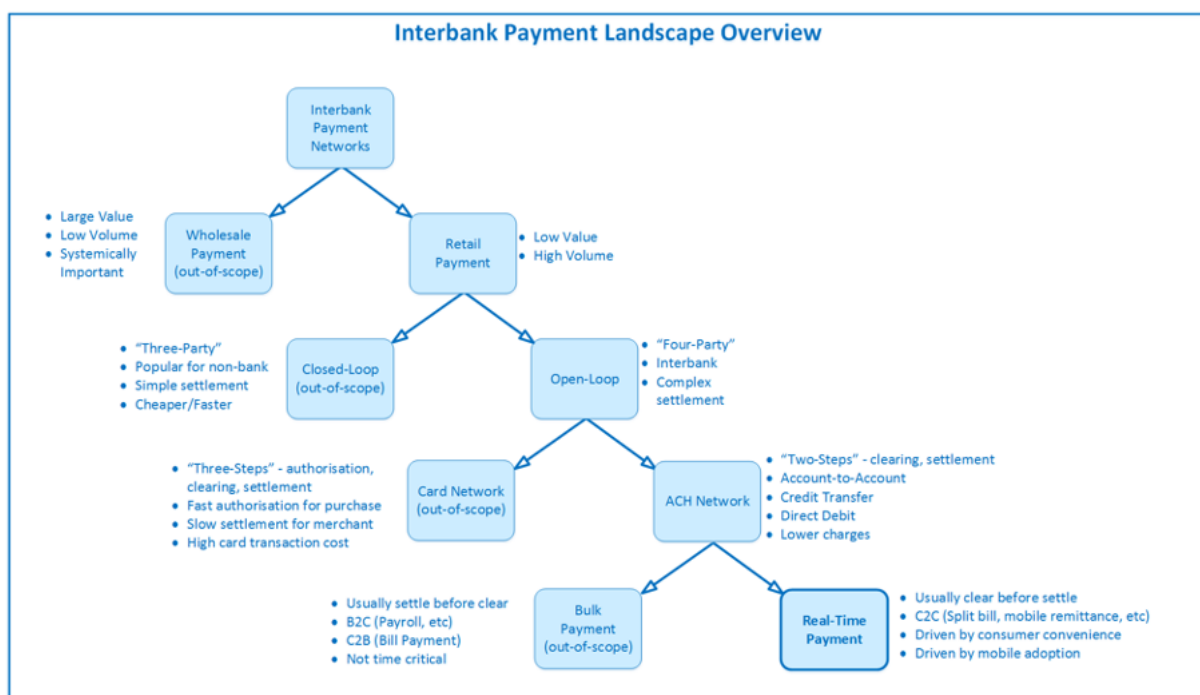 Interbank Payment Landscape Overview
Interbank
Payment
Networks
• Large Value
• Low Volume
• Systemically
Important
Wholesale
Payment
(out-of-scope)
Retail
Payment
• Low Value
• High Volume
• “Three-Party”
• Popular for non-bank
• Simple settlement
• Cheaper/Faster
Closed-Loop
(out-of-scope)
Open-Loop
• “Four-Party”
• Interbank
• Complex
settlement
• “Three-Steps” - authorisation,
clearing, settlement
• Fast authorisation for purchase
• Slow settlement for merchant
• High card transaction cost
Card Network
(out-of-scope)
ACH Network
• “Two-Steps” - clearing, settlement
• Account-to-Account
• Credit Transfer
• Direct Debit
• Lower charges
• Usually settle before clear
• B2C (Payroll, etc)
• C2B (Bill Payment)
• Not time critical
Bulk
Payment
(out-of-scope)
Real-Time
Payment
• Usually clear before settle
• C2C (Split bill, mobile remittance, etc)
• Driven by consumer convenience
• Driven by mobile adoption